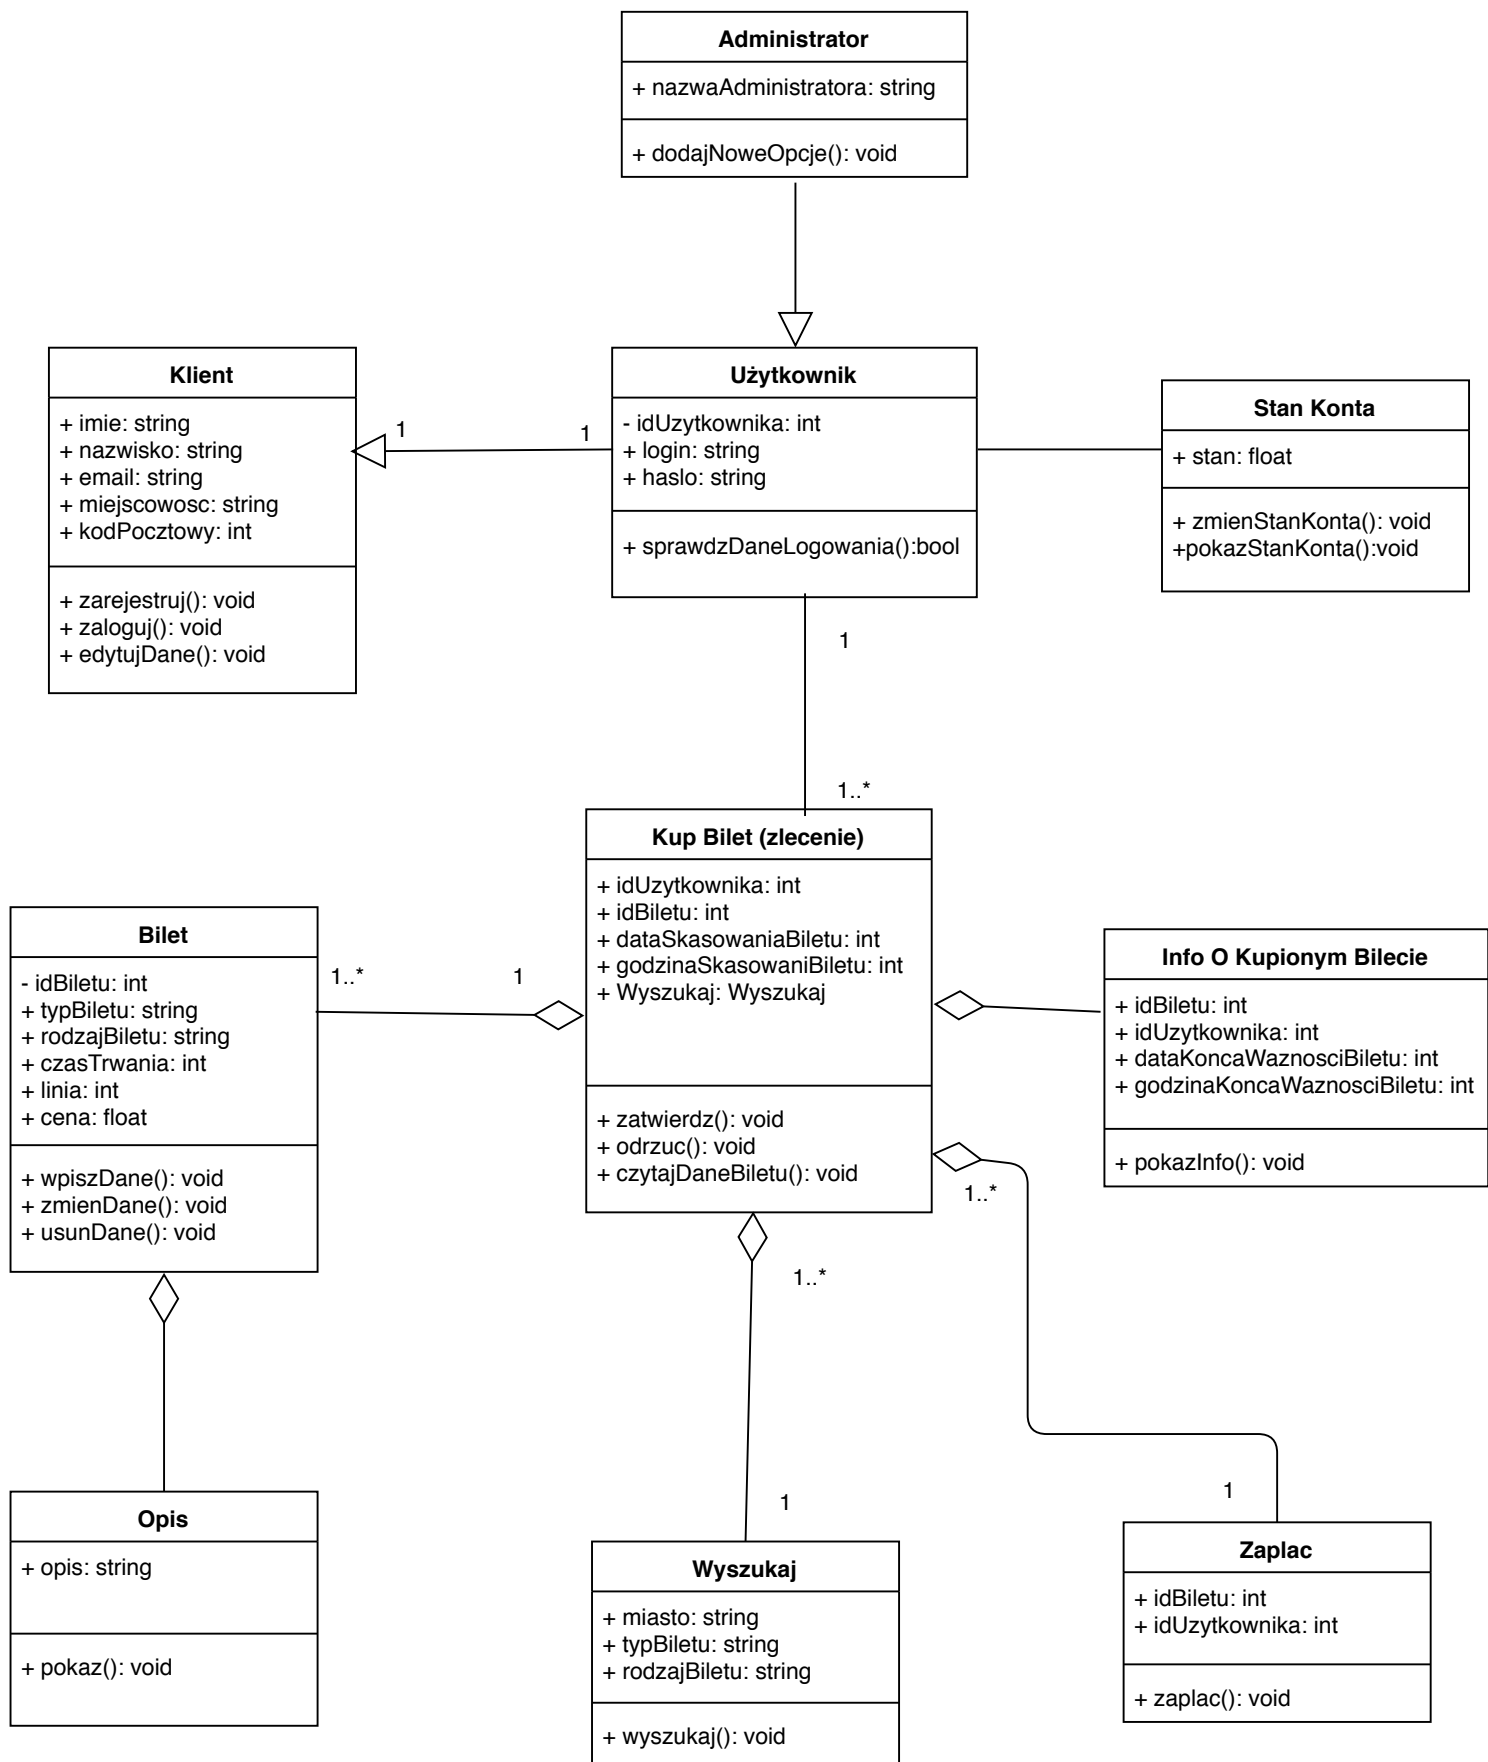 Administrator
+ nazwaAdministratora: string
+ dodajNoweOpcje(): void
Klient
+ imie: string
+ nazwisko: string
+ email: string
+ miejscowosc: string
+ kodPocztowy: int
+ zarejestruj(): void
+ zaloguj(): void
+ edytujDane(): void
1
1
Użytkownik
- idUzytkownika: int
+ login: string
+ haslo: string
+ sprawdzDaneLogowania():bool
Stan Konta
+ stan: float
+ zmienStanKonta(): void
+pokazStanKonta():void
1
1..*
Kup Bilet (zlecenie)
+ idUzytkownika: int
+ idBiletu: int
+ dataSkasowaniaBiletu: int
+ godzinaSkasowaniBiletu: int
+ Wyszukaj: Wyszukaj
+ zatwierdz(): void
+ odrzuc(): void
+ czytajDaneBiletu(): void
Bilet
- idBiletu: int
+ typBiletu: string
+ rodzajBiletu: string
+ czasTrwania: int
+ linia: int
+ cena: float
+ wpiszDane(): void
+ zmienDane(): void
+ usunDane(): void
1..*
1
Info O Kupionym Bilecie
+ idBiletu: int
+ idUzytkownika: int
+ dataKoncaWaznosciBiletu: int
+ godzinaKoncaWaznosciBiletu: int
+ pokazInfo(): void
1..*
1..*
1
1
Opis
+ opis: string
+ pokaz(): void
Wyszukaj
+ miasto: string
+ typBiletu: string
+ rodzajBiletu: string
+ wyszukaj(): void
Zaplac
+ idBiletu: int
+ idUzytkownika: int
+ zaplac(): void